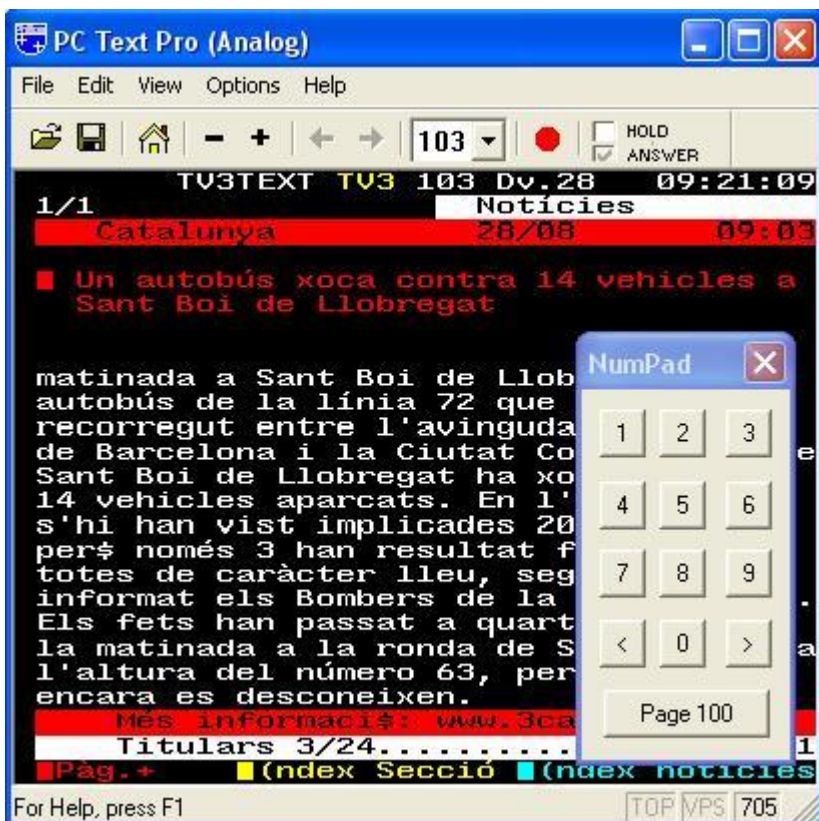 PC Text Pro (Analog)
File Edit View Options Help
103 HOLD
ANSWER
TV3TEXT TV3 103 Dv.28 09:21:09
1/1 Notícies
Catalunya 28/08 09:03
Un autobús xoca contra 14 vehicles a
Sant Boi de Llobregat
matinada a Sant Boi de Llob
autobús de la línia 72 que
recorregut entre l'avinguda
de Barcelona i la Ciutat Co e
Sant Boi de Llobregat ha xo
14 vehicles aparcats. En l'
s'hi han vist implicades 20
per$ només 3 han resultat f
totes de caràcter lleu, seg
informat els Bombers de la .
Els fets han passat a quart
la matinada a la ronda de S a
l'altura del número 63, per
encara es desconeixen.
Més informaci$: www.3ca
Titulars 3/24.......... 1
Pàg.+ (ndex Secció (ndex notícies
NumPad
1 2 3
4 5 6
7 8 9
< 0 >
Page 100
For Help, press F1 TOP VPS 705